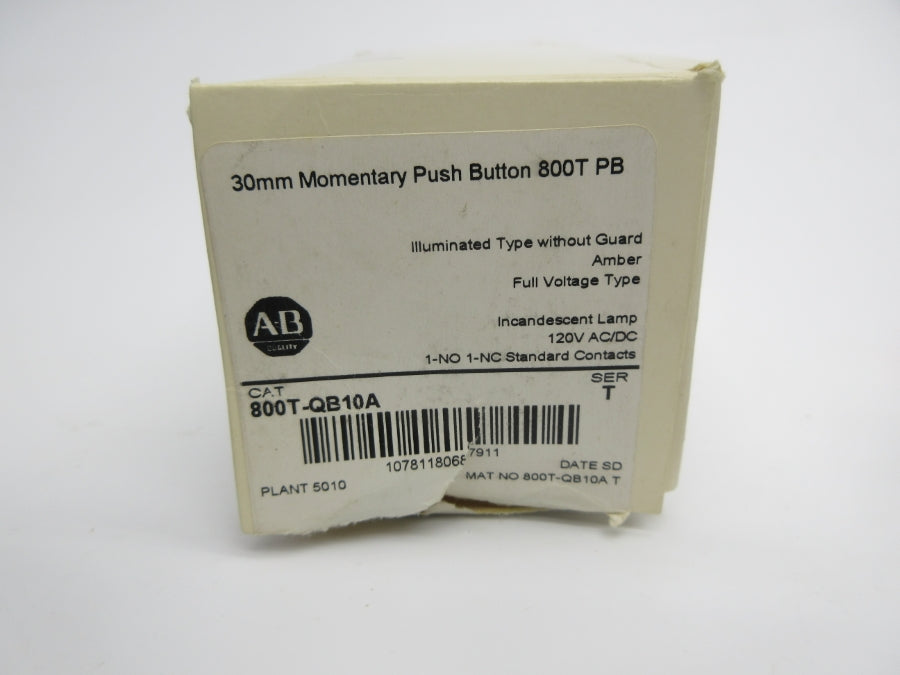 30mm Momentary Push Button 800T PB
Illuminated Type without Guard
Amber
Full Voltage Type
Incandescent Lamp
120V AC/DC
1-NO 1-NC Standard Contacts
A-B
QUALITY
CAT
800T-QB10A
SER
T
10781180687911
DATE SD
PLANT 5010
MAT NO 800T-QB10A T